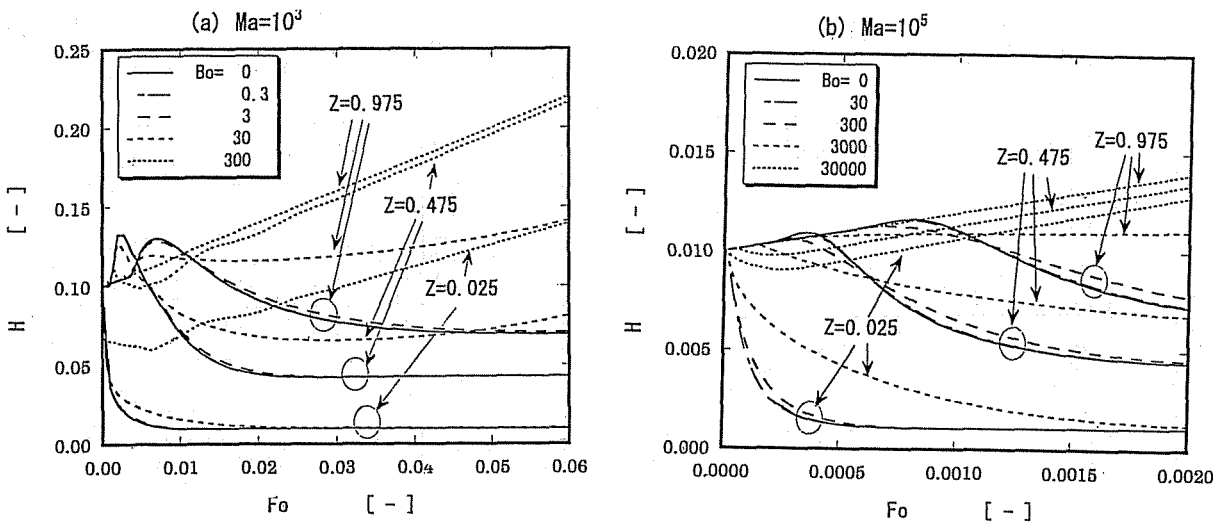 (a) Ma=10³
0.25
0.20
0.15
0.10
0.05
0.00
H [-]
Bo= 0
0.3
3
30
300
Z=0.975
Z=0.475
Z=0.025
0.00 0.01 0.02 0.03 0.04 0.05 0.06
Fo [-]
(b) Ma=10⁵
0.020
0.015
0.010
0.005
0.000
H [-]
Bo= 0
30
300
3000
30000
Z=0.475
Z=0.975
Z=0.025
0.0000 0.0005 0.0010 0.0015 0.0020
Fo [-]